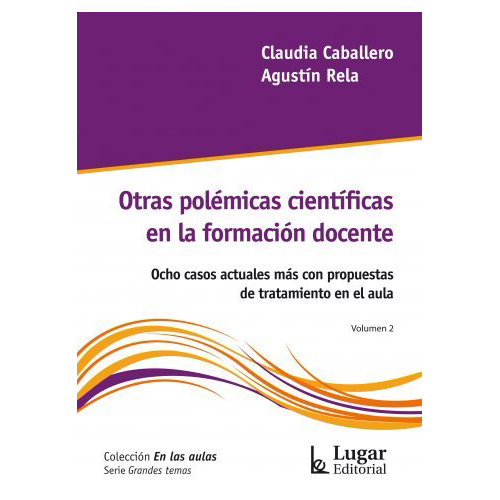 Claudia Caballero
Agustín Rela
Otras polémicas científicas
en la formación docente
Ocho casos actuales más con propuestas
de tratamiento en el aula
Volumen 2
Colección En las aulas
Serie Grandes temas
Lugar
Editorial